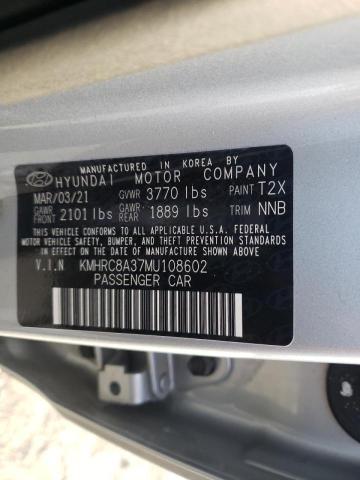 MANUFACTURED IN KOREA BY
HYUNDAI MOTOR COMPANY
MAR/03/21 GVWR 3770 lbs PAINT T2X
GAWR FRONT 2101 lbs GAWR REAR 1889 lbs TRIM NNB
THIS VEHICLE CONFORMS TO ALL APPLICABLE U.S.A. FEDERAL
MOTOR VEHICLE SAFETY, BUMPER, AND THEFT PREVENTION
STANDARDS IN EFFECT ON THE DATE OF MANUFACTURE SHOWN ABOVE.
V.I.N KMHRC8A37MU108602
PASSENGER CAR